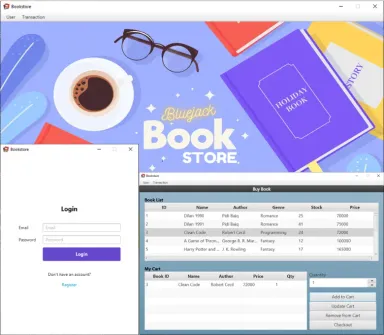 Bookstore
User Transaction
HOLIDAY
BOOK
STORY
Bluejack
Book
STORE
Bookstore
Login
Email Email
Password Password
Login
Don't have an account?
Register
Bookstore
User Transaction
Buy Book
Book List
ID Name Author Genre Stock Price
1 Dilan 1990 Pidi Baiq Romance 25 78000
2 Dilan 1991 Pidi Baiq Romance 41 75000
3 Clean Code Robert Cecil Programming 72000
4 A Game of Thron... George R. R. Mar... Fantasy 12
5 Harry Potter and ... J. K. Rowling Fantasy 17
My Cart
Book ID Name Author Price Qty
3 Clean Code Robert Cecil 72000 1
Quantity
1
Add to Cart
Update Cart
Remove from Cart
Checkout